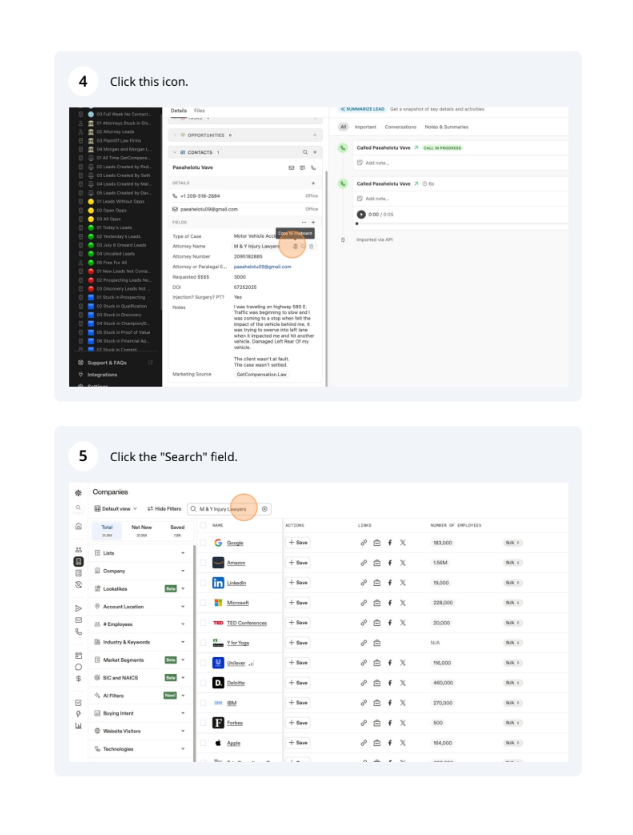 4 Click this icon.
03 Full Week No Contact...
01 Attorneys Stuck in Dis...
02 Attorney Leads
03 Plaintiff Law Firms
04 Morgan and Morgan L...
01 All Time GetCompensa...
02 Leads Created by Ped...
03 Leads Created By Seth
04 Leads Created by Mat...
05 Leads Created by Dav...
01 Leads Without Opps
02 Open Opps
03 All Opps
01 Today's Leads
02 Yesterday's Leads
03 July 8 Onward Leads
04 Uncalled Leads
05 Free For All
01 New Leads Not Conta...
02 Prospecting Leads No...
03 Discovery Leads Not ...
01 Stuck in Prospecting
02 Stuck in Qualification
03 Stuck in Discovery
04 Stuck in Champion/D...
05 Stuck in Proof of Value
06 Stuck in Financial Ap...
07 Stuck in Commit
Support & FAQs
Integrations
Settings
Details Files
OPPORTUNITIES 0
CONTACTS 1
Paeahelotu Vave
DETAILS
+1 209-518-2884 Office
paeahelotu09@gmail.com Office
FIELDS
Copy to clipboard
Type of Case Motor Vehicle Acci
Attorney Name M & Y Injury Lawyers
Attorney Number
Attorney or Paralegal E... paeahelotu09@gmail.com
Requested $$$$ 3000
DOI 07252025
Injection? Surgery? PT? Yes
Notes I was traveling on highway 580 E.
Traffic was beginning to slow and I
was coming to a stop when felt the
impact of the vehicle behind me. It
was trying to swerve into left lane
when it impacted me and hit another
vehicle. Damaged Left Rear Of my
vehicle.
The client wasn't at fault.
The case wasn't settled.
Marketing Source GetCompensation Law
SUMMARIZE LEAD Get a snapshot of key details and activities
All Important Conversations Notes & Summaries
Called Paeahelotu Vave CALL IN PROGRESS
Add note...
Called Paeahelotu Vave 6s
Add note...
0:00 / 0:05
Imported via API
5 Click the "Search" field.
Companies
Default view Hide Filters M & Y Injury Lawyers
Total Net New Saved
NAME ACTIONS LINKS NUMBER OF EMPLOYEES
Lists
Company
Lookalikes Beta
Account Location
# Employees
Industry & Keywords
Market Segments Beta
SIC and NAICS Beta
AI Filters New!
Buying Intent
Website Visitors
Technologies
Google + Save 183,000 N/A
Amazon + Save 1.56M N/A
LinkedIn + Save 19,000 N/A
Microsoft + Save 228,000 N/A
TED TED Conferences + Save 20,000 N/A
Y for Yoga + Save N/A N/A
Unilever + Save 116,000 N/A
Deloitte + Save 460,000 N/A
IBM IBM + Save 270,000 N/A
Forbes + Save 500 N/A
Apple + Save 164,000 N/A